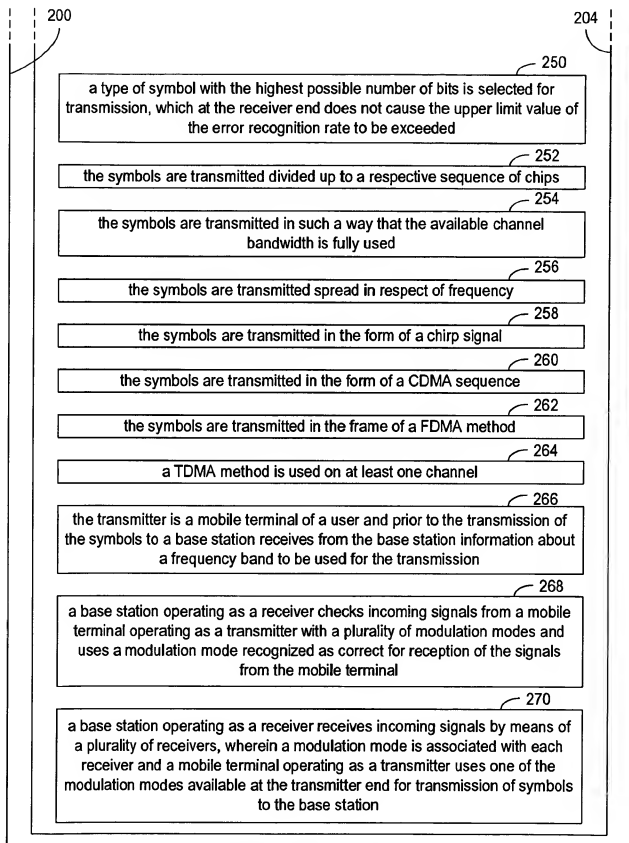 200
204
250
a type of symbol with the highest possible number of bits is selected for
transmission, which at the receiver end does not cause the upper limit value of
the error recognition rate to be exceeded
252
the symbols are transmitted divided up to a respective sequence of chips
254
the symbols are transmitted in such a way that the available channel
bandwidth is fully used
256
the symbols are transmitted spread in respect of frequency
258
the symbols are transmitted in the form of a chirp signal
260
the symbols are transmitted in the form of a CDMA sequence
262
the symbols are transmitted in the frame of a FDMA method
264
a TDMA method is used on at least one channel
266
the transmitter is a mobile terminal of a user and prior to the transmission of
the symbols to a base station receives from the base station information about
a frequency band to be used for the transmission
268
a base station operating as a receiver checks incoming signals from a mobile
terminal operating as a transmitter with a plurality of modulation modes and
uses a modulation mode recognized as correct for reception of the signals
from the mobile terminal
270
a base station operating as a receiver receives incoming signals by means of
a plurality of receivers, wherein a modulation mode is associated with each
receiver and a mobile terminal operating as a transmitter uses one of the
modulation modes available at the transmitter end for transmission of symbols
to the base station